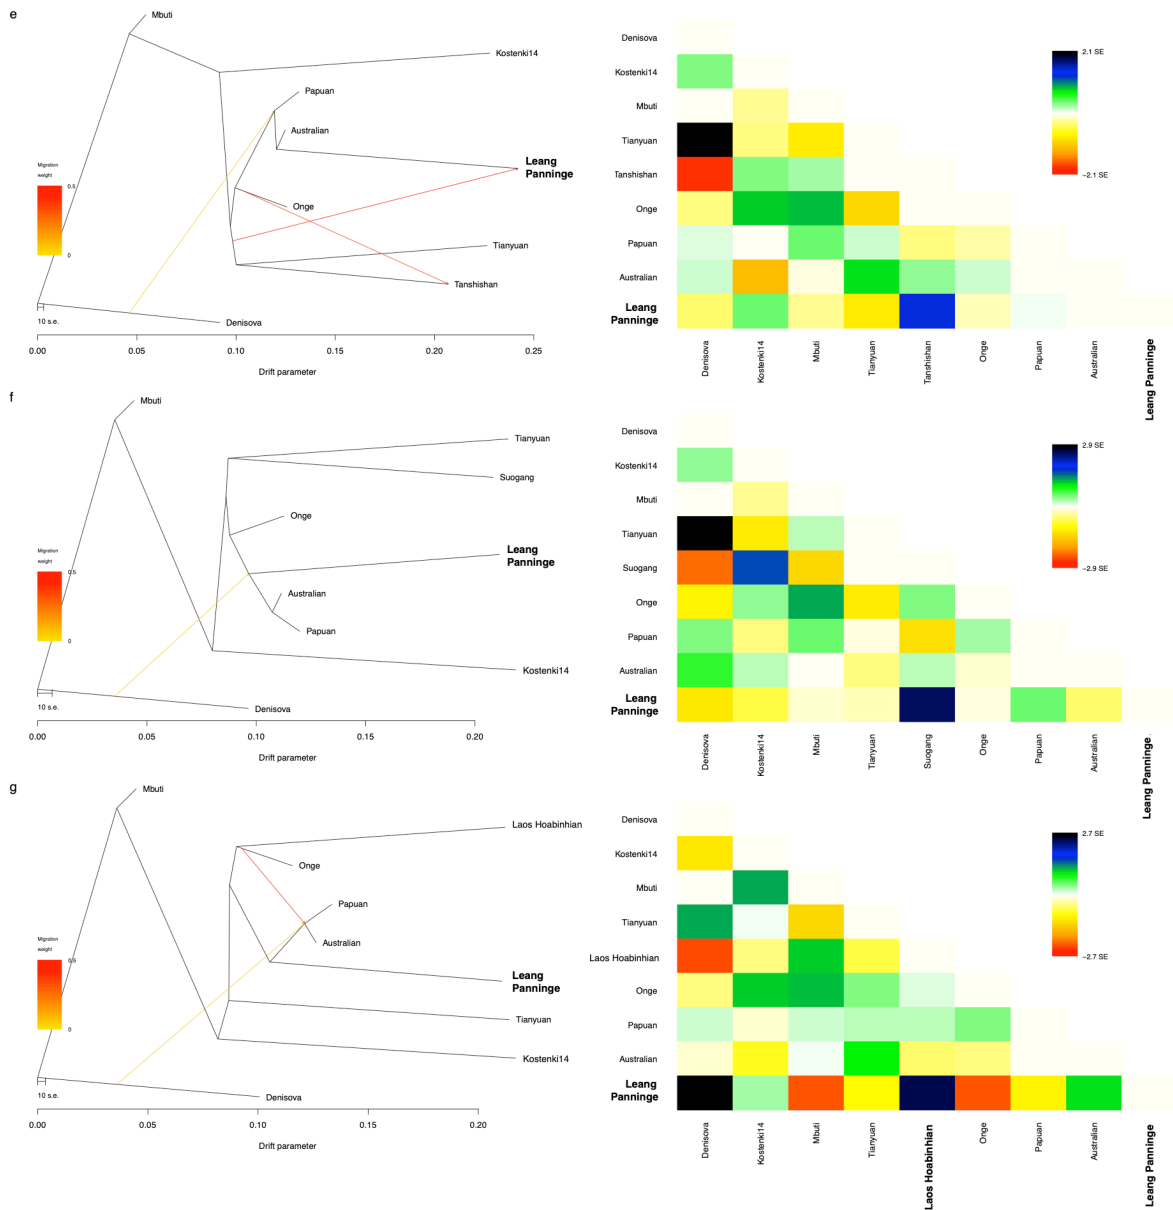 e
Mbuti
Kostenki14
Papuan
Australian
Leang
Panninge
Onge
Tianyuan
Tanshishan
Denisova
Migration
weight
0.5
0
10 s.e.
0.00
0.05
0.10
0.15
0.20
0.25
Drift parameter
Denisova
Kostenki14
Mbuti
Tianyuan
Tanshishan
Onge
Papuan
Australian
Leang
Panninge
2.1 SE
−2.1 SE
Denisova
Kostenki14
Mbuti
Tianyuan
Tanshishan
Onge
Papuan
Australian
Leang Panninge
f
Mbuti
Tianyuan
Suogang
Onge
Leang
Panninge
Australian
Papuan
Kostenki14
Denisova
Migration
weight
0.5
0
10 s.e.
0.00
0.05
0.10
0.15
0.20
Drift parameter
Denisova
Kostenki14
Mbuti
Tianyuan
Suogang
Onge
Papuan
Australian
Leang
Panninge
2.9 SE
−2.9 SE
Denisova
Kostenki14
Mbuti
Tianyuan
Suogang
Onge
Papuan
Australian
Leang Panninge
g
Mbuti
Laos Hoabinhian
Onge
Papuan
Australian
Leang
Panninge
Tianyuan
Kostenki14
Denisova
Migration
weight
0.5
0
10 s.e.
0.00
0.05
0.10
0.15
0.20
Drift parameter
Denisova
Kostenki14
Mbuti
Tianyuan
Laos Hoabinhian
Onge
Papuan
Australian
Leang
Panninge
2.7 SE
−2.7 SE
Denisova
Kostenki14
Mbuti
Tianyuan
Laos Hoabinhian
Onge
Papuan
Australian
Leang Panninge